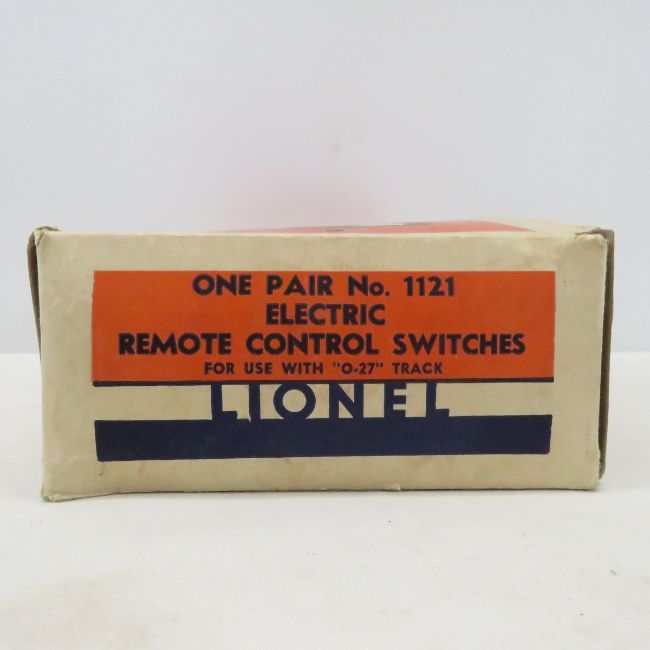 ONE PAIR No. 1121
ELECTRIC
REMOTE CONTROL SWITCHES
FOR USE WITH "O-27" TRACK
LIONEL